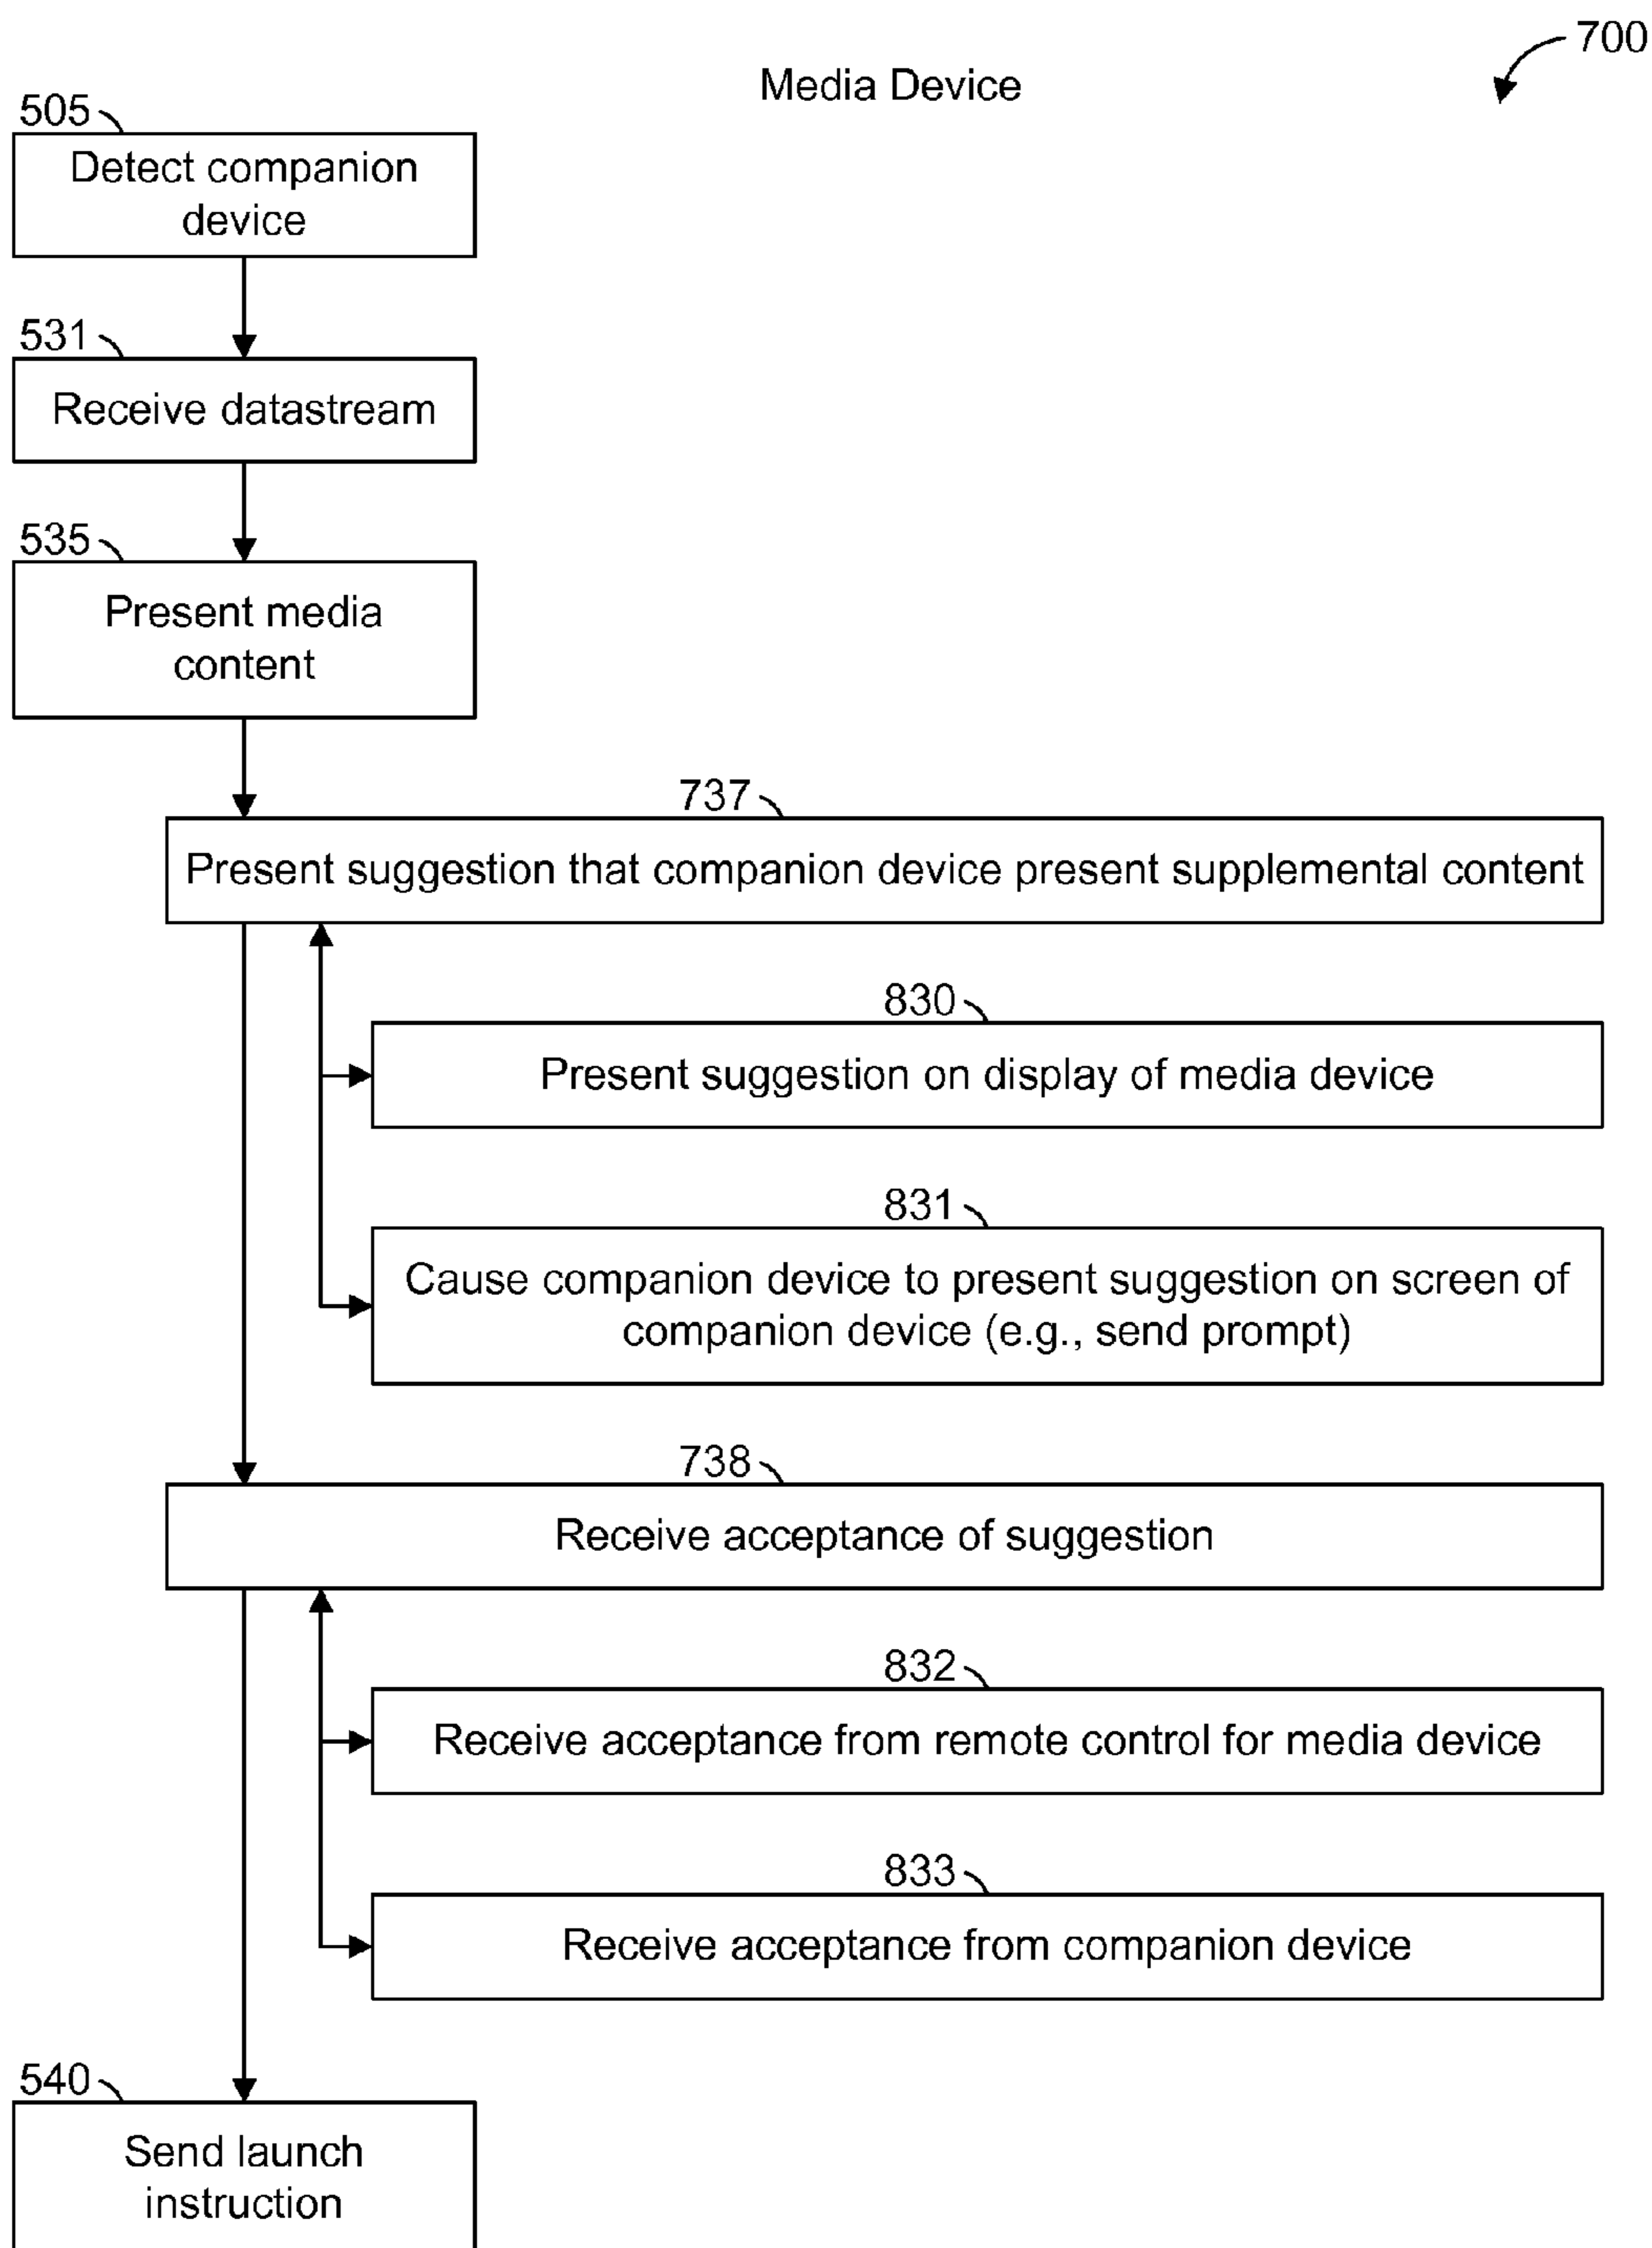 700
Media Device
505
Detect companion
device
531
Receive datastream
535
Present media
content
737
Present suggestion that companion device present supplemental content
830
Present suggestion on display of media device
831
Cause companion device to present suggestion on screen of
companion device (e.g., send prompt)
738
Receive acceptance of suggestion
832
Receive acceptance from remote control for media device
833
Receive acceptance from companion device
540
Send launch
instruction